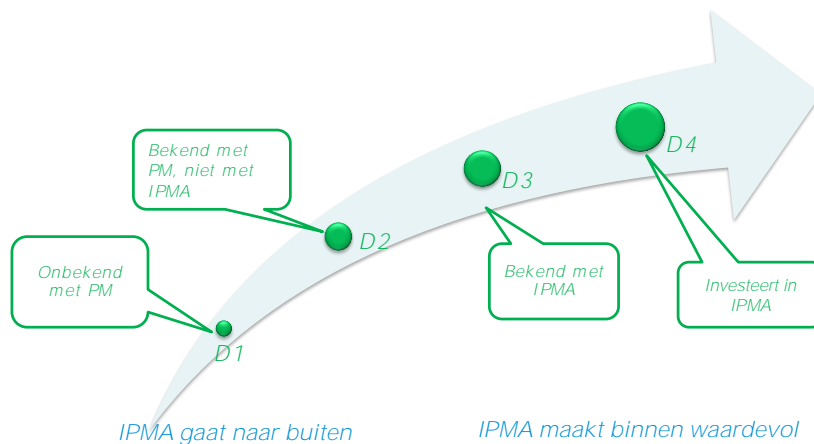 Bekend met
PM, niet met
IPMA
D4
D3
D2
Onbekend
met PM
Bekend met
IPMA
Investeert in
IPMA
D1
IPMA gaat naar buiten
IPMA maakt binnen waardevol